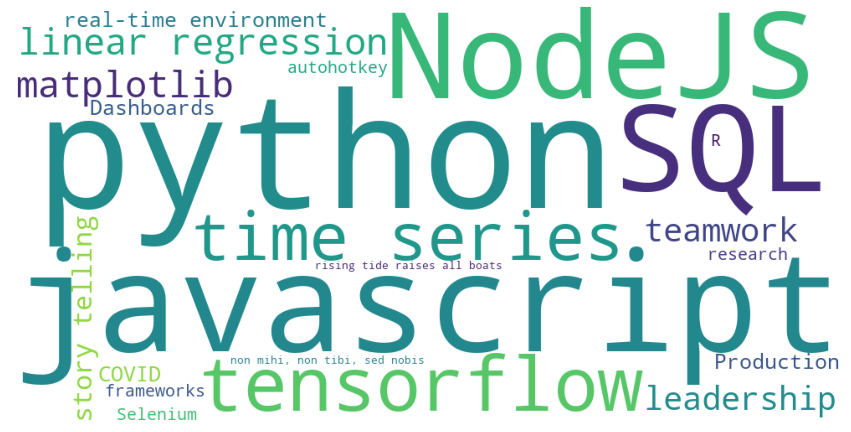 real-time environment
linear regression
NodeJS
autohotkey
matplotlib
Dashboards
python
SQL
R
time series
teamwork
research
story telling
rising tide raises all boats
javascript
non mihi, non tibi, sed nobis
COVID
frameworks
Selenium
tensorflow
Production
leadership